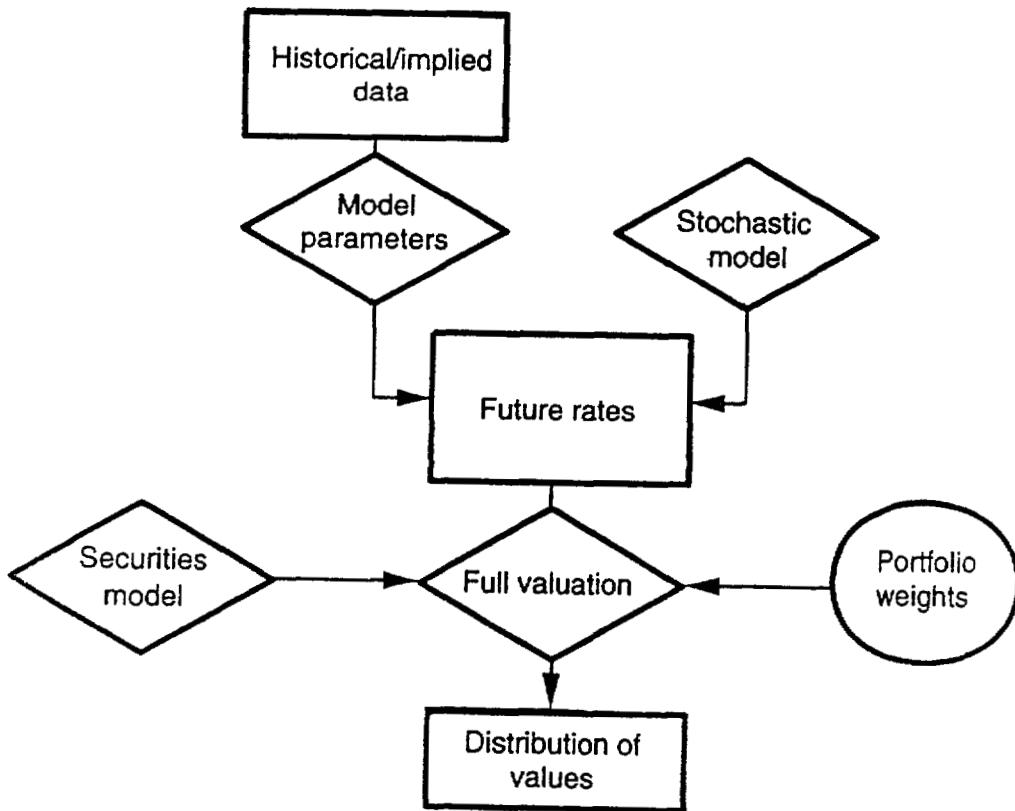 Historical/implied
data
Model
parameters
Stochastic
model
Future rates
Securities
model
Full valuation
Portfolio
weights
Distribution of
values